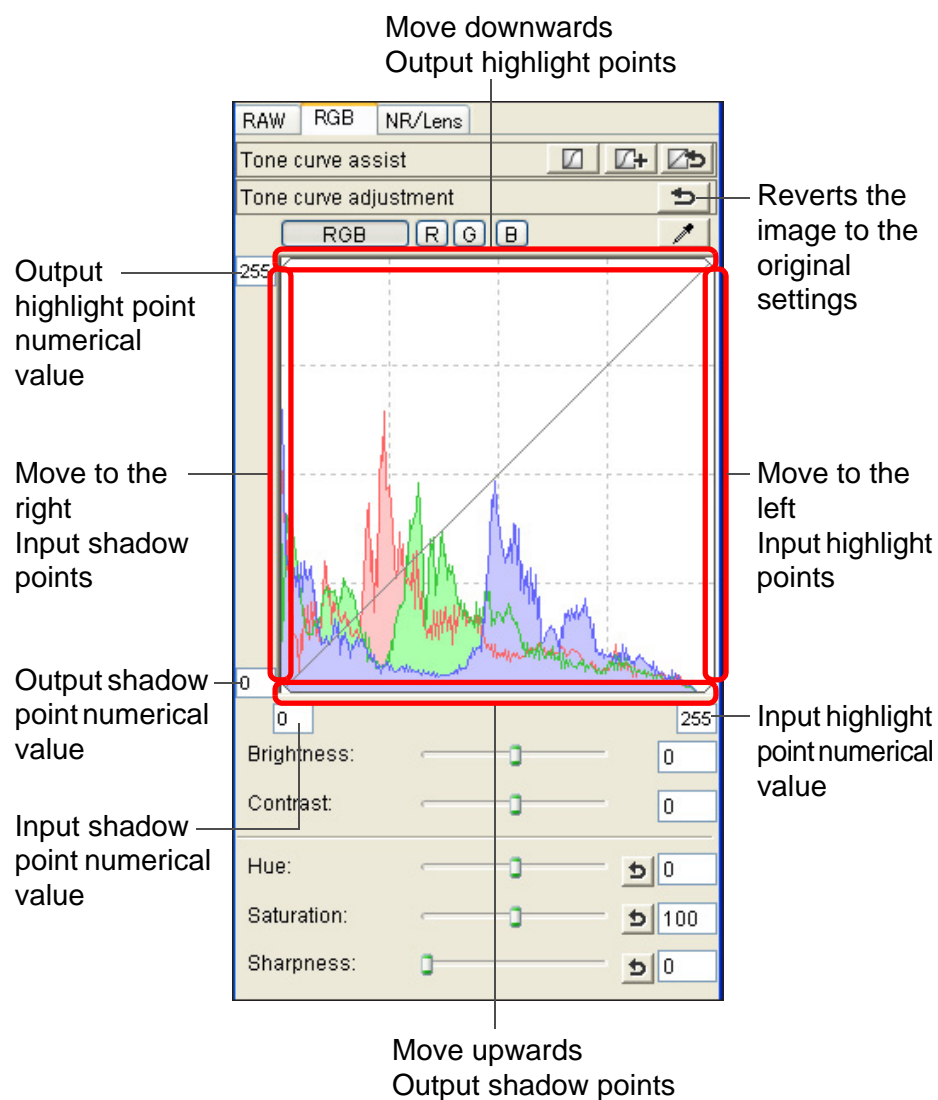 Move downwards
Output highlight points
RAW RGB NR/Lens
Tone curve assist
Tone curve adjustment
RGB R G B
Reverts the
image to the
original
settings
Output
highlight point
numerical
value
255
Move to the
right
Input shadow
points
Move to the
left
Input highlight
points
Output shadow
point numerical
value
0
0
255
Input highlight
point numerical
value
Input shadow
point numerical
value
Brightness: 0
Contrast: 0
Hue: 0
Saturation: 100
Sharpness: 0
Move upwards
Output shadow points